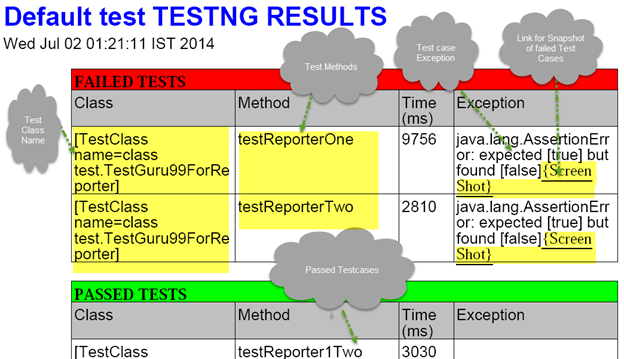 Default test TESTNG RESULTS
Wed Jul 02 01:21:11 IST 2014
Test Class Name
Test Methods
Test case Exception
Link for Snapshot of failed Test Cases
FAILED TESTS
Class Method Time (ms) Exception
[TestClass
name=class
test.TestGuru99ForRe
porter]
testReporterOne
9756
java.lang.AssertionErr
or: expected [true] but
found [false]{Screen
Shot}
[TestClass
name=class
test.TestGuru99ForRe
porter]
testReporterTwo
2810
java.lang.AssertionErr
or: expected [true] but
found [false]{Screen
Shot}
Passed Testcases
PASSED TESTS
Class Method Time (ms) Exception
[TestClass testReporter1Two 3030